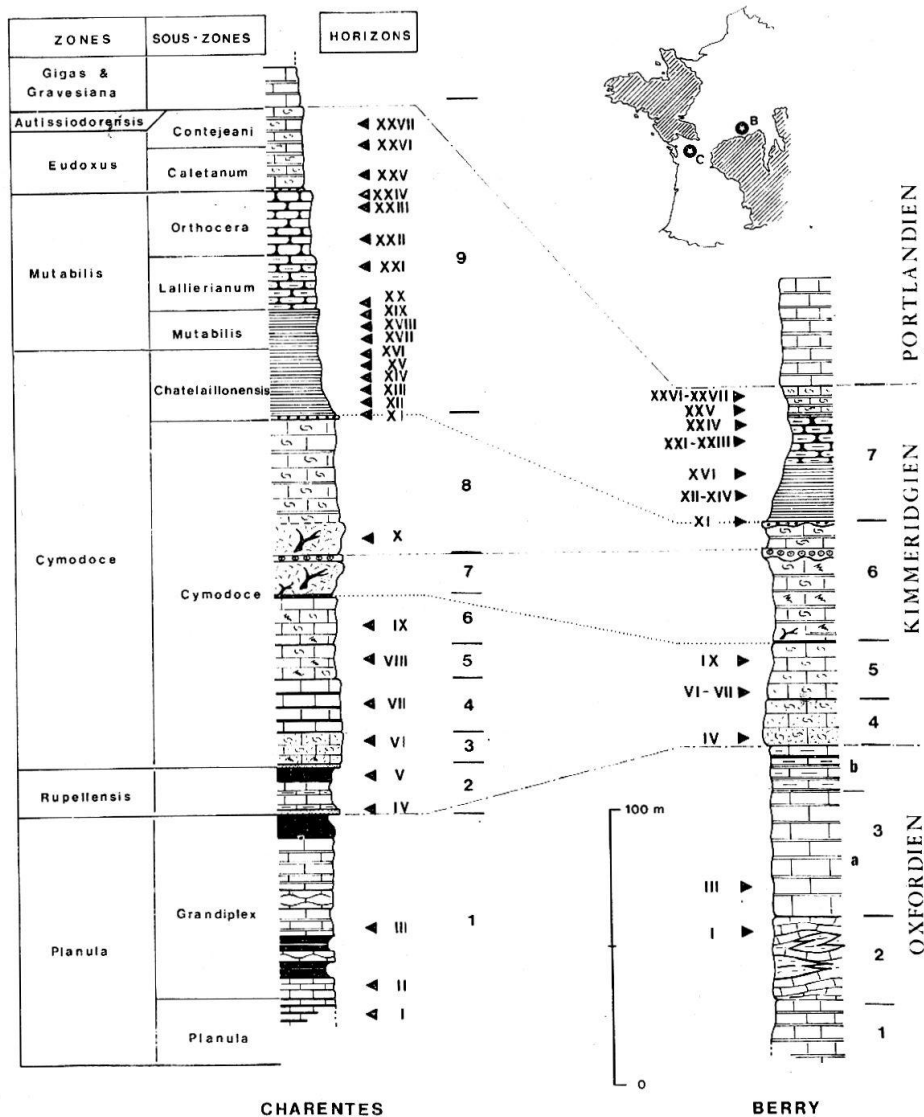 ZONES SOUS-ZONES HORIZONS
Gigas &
Gravesiana
Autissiodorensis
Contejeani
Eudoxus
Caletanum
Orthocera
Mutabilis
Lallierianum
Mutabilis
Chatelaillonensis
Cymodoce
Cymodoce
Rupellensis
Grandiplex
Planula
Planula
XXVII
XXVI
XXV
XXIV
XXIII
XXII
XXI
XX
XIX
XVIII
XVII
XVI
XV
XIV
XIII
XII
XI
X
IX
VIII
VII
VI
V
IV
III
II
I
9
8
7
6
5
4
3
2
1
B
C
XXVI-XXVII
XXV
XXIV
XXI-XXIII
XVI
XII-XIV
XI
IX
VI-VII
IV
III
I
7
6
5
4
b
3
a
2
1
PORTLANDIEN
KIMMERIDGIEN
OXFORDIEN
100 m
0
CHARENTES BERRY